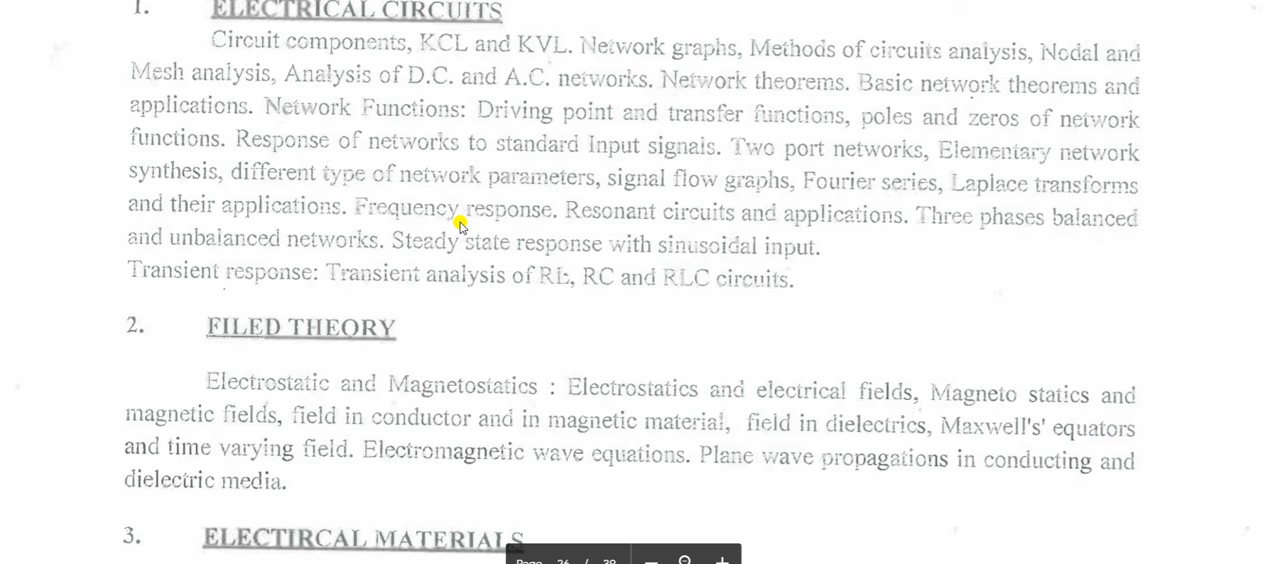 1. ELECTRICAL CIRCUITS
Circuit components, KCL and KVL. Network graphs, Methods of circuits analysis, Nodal and
Mesh analysis, Analysis of D.C. and A.C. networks. Network theorems. Basic network theorems and
applications. Network Functions: Driving point and transfer functions, poles and zeros of network
functions. Response of networks to standard Input signals. Two port networks, Elementary network
synthesis, different type of network parameters, signal flow graphs, Fourier series, Laplace transforms
and their applications. Frequency response. Resonant circuits and applications. Three phases balanced
and unbalanced networks. Steady state response with sinusoidal input.
Transient response: Transient analysis of RL, RC and RLC circuits.
2. FILED THEORY
Electrostatic and Magnetostatics : Electrostatics and electrical fields, Magneto statics and
magnetic fields, field in conductor and in magnetic material, field in dielectrics, Maxwell's' equators
and time varying field. Electromagnetic wave equations. Plane wave propagations in conducting and
dielectric media.
3. ELECTIRCAL MATERIALS
Page 26 / 39